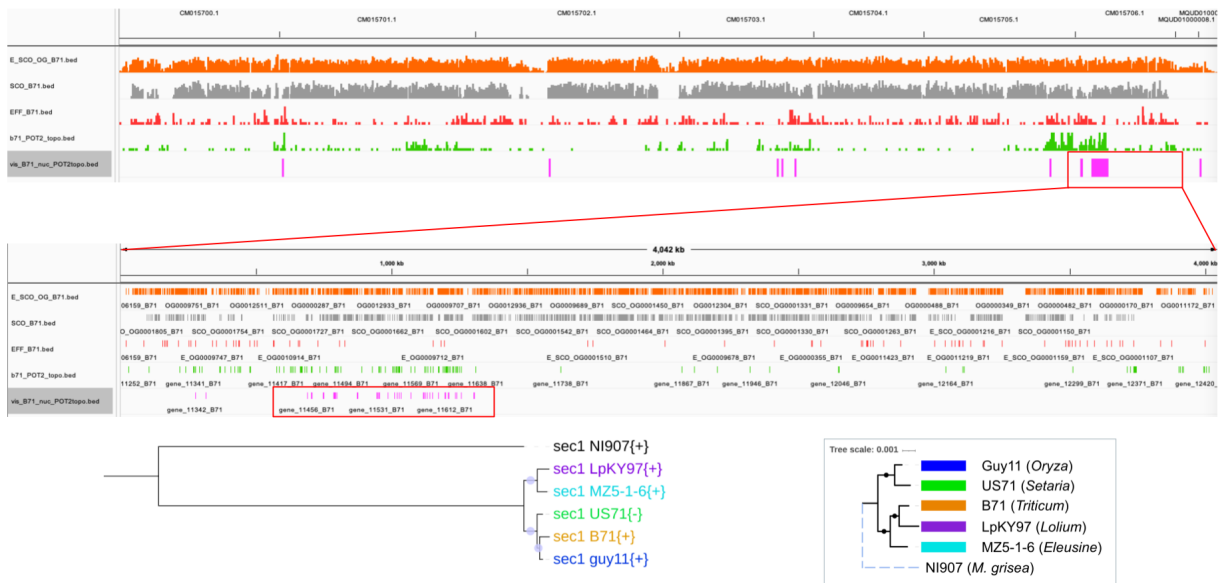 CM015700.1 CM015701.1 CM015702.1 CM015703.1 CM015704.1 CM015705.1 CM015706.1 MQUD01000008.1
E_SCO_OG_B71.bed
SCO_B71.bed
EFF_B71.bed
b71_POT2_topo.bed
vis_B71_nuc_POT2topo.bed
4,042 kb
1,000 kb 2,000 kb 3,000 kb 4,000 kb
E_SCO_OG_B71.bed
06159_B71 OG0009751_B71 OG0012511_B71 OG0000287_B71 OG0012933_B71 OG0009707_B71 OG0012936_B71 OG0009689_B71 SCO_OG0001450_B71 OG0012304_B71 SCO_OG0001331_B71 OG0009654_B71 OG0000488_B71 OG0000349_B71 OG0000482_B71 OG0000170_B71 OG0011172_B71
SCO_B71.bed
O_OG0001805_B71 SCO_OG0001754_B71 SCO_OG0001727_B71 SCO_OG0001662_B71 SCO_OG0001602_B71 SCO_OG0001542_B71 SCO_OG0001464_B71 SCO_OG0001395_B71 SCO_OG0001330_B71 SCO_OG0001263_B71 E_SCO_OG0001216_B71 SCO_OG0001150_B71
EFF_B71.bed
06159_B71 E_OG0009747_B71 E_OG0010914_B71 E_OG0009712_B71 E_SCO_OG0001510_B71 OG0009678_B71 E_OG0000355_B71 OG0011423_B71 OG0011219_B71 E_SCO_OG0001159_B71 E_SCO_OG0001107_B71
b71_POT2_topo.bed
11252_B71 gene_11341_B71 gene_11417_B71 gene_11494_B71 gene_11569_B71 gene_11638_B71 gene_11738_B71 gene_11867_B71 gene_11946_B71 gene_12046_B71 gene_12164_B71 gene_12299_B71 gene_12371_B71 gene_12420_
vis_B71_nuc_POT2topo.bed
gene_11342_B71 gene_11456_B71 gene_11531_B71 gene_11612_B71
sec1 NI907{+}
sec1 LpKY97{+}
sec1 MZ5-1-6{+}
sec1 US71{-}
sec1 B71{+}
sec1 guy11{+}
Tree scale: 0.001
Guy11 (Oryza)
US71 (Setaria)
B71 (Triticum)
LpKY97 (Lolium)
MZ5-1-6 (Eleusine)
NI907 (M. grisea)